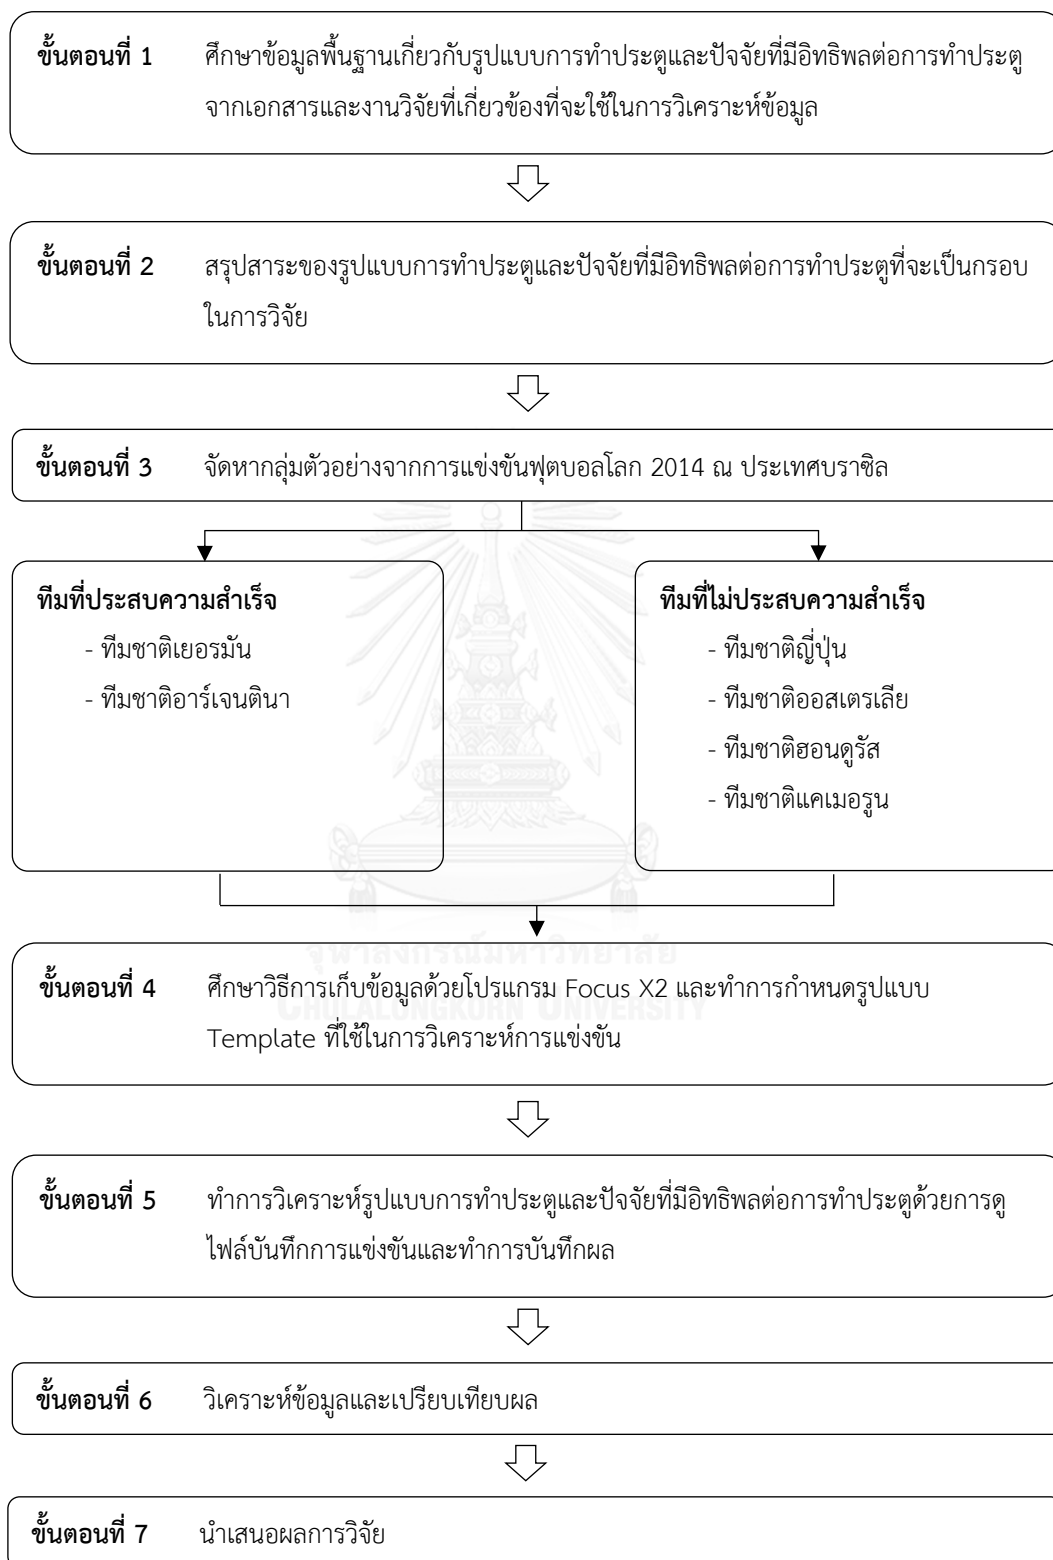 ขั้นตอนที่ 1 ศึกษาข้อมูลพื้นฐานเกี่ยวกับรูปแบบการทำประตูและปัจจัยที่มีอิทธิพลต่อการทำประตู
จากเอกสารและงานวิจัยที่เกี่ยวข้องที่จะใช้ในการวิเคราะห์ข้อมูล
ขั้นตอนที่ 2 สรุปสาระของรูปแบบการทำประตูและปัจจัยที่มีอิทธิพลต่อการทำประตูที่จะเป็นกรอบ
ในการวิจัย
ขั้นตอนที่ 3 จัดหากลุ่มตัวอย่างจากการแข่งขันฟุตบอลโลก 2014 ณ ประเทศบราซิล
ทีมที่ประสบความสำเร็จ
- ทีมชาติเยอรมัน
- ทีมชาติอาร์เจนตินา
ทีมที่ไม่ประสบความสำเร็จ
- ทีมชาติญี่ปุ่น
- ทีมชาติออสเตรเลีย
- ทีมชาติฮอนดูรัส
- ทีมชาติแคเมอรูน
จุฬาลงกรณ์มหาวิทยาลัย
CHULALONGKORN UNIVERSITY
ขั้นตอนที่ 4 ศึกษาวิธีการเก็บข้อมูลด้วยโปรแกรม Focus X2 และทำการกำหนดรูปแบบ
Template ที่ใช้ในการวิเคราะห์การแข่งขัน
ขั้นตอนที่ 5 ทำการวิเคราะห์รูปแบบการทำประตูและปัจจัยที่มีอิทธิพลต่อการทำประตูด้วยการดู
ไฟล์บันทึกการแข่งขันและทำการบันทึกผล
ขั้นตอนที่ 6 วิเคราะห์ข้อมูลและเปรียบเทียบผล
ขั้นตอนที่ 7 นำเสนอผลการวิจัย